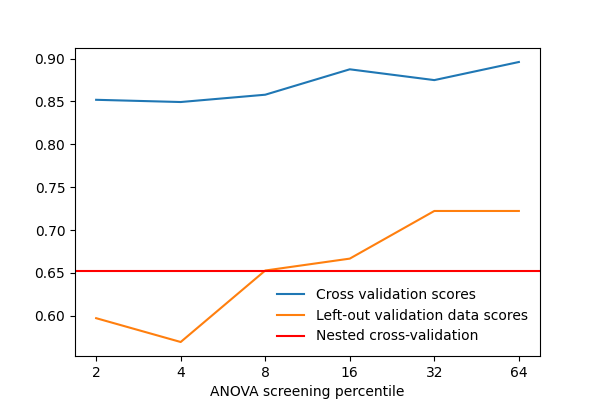 0.90
0.85
0.80
0.75
0.70
0.65
0.60
Cross validation scores
Left-out validation data scores
Nested cross-validation
2 4 8 16 32 64
ANOVA screening percentile